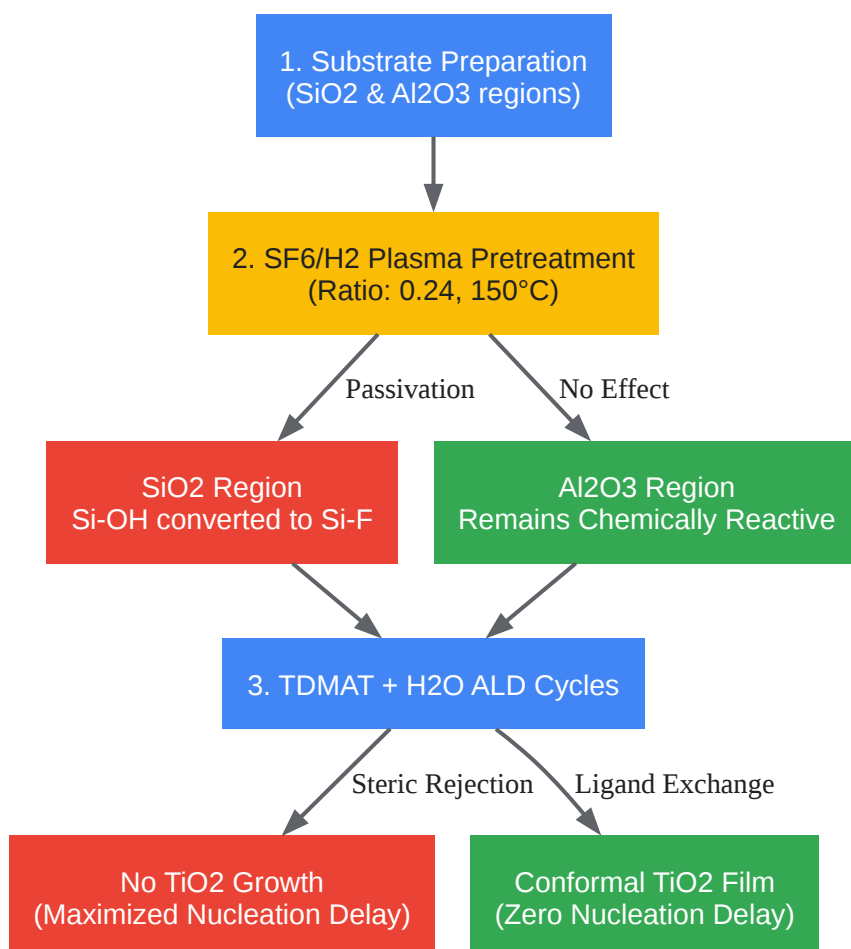 1. Substrate Preparation
(SiO2 & Al2O3 regions)
2. SF6/H2 Plasma Pretreatment
(Ratio: 0.24, 150°C)
Passivation
No Effect
SiO2 Region
Si-OH converted to Si-F
Al2O3 Region
Remains Chemically Reactive
3. TDMAT + H2O ALD Cycles
Steric Rejection
Ligand Exchange
No TiO2 Growth
(Maximized Nucleation Delay)
Conformal TiO2 Film
(Zero Nucleation Delay)